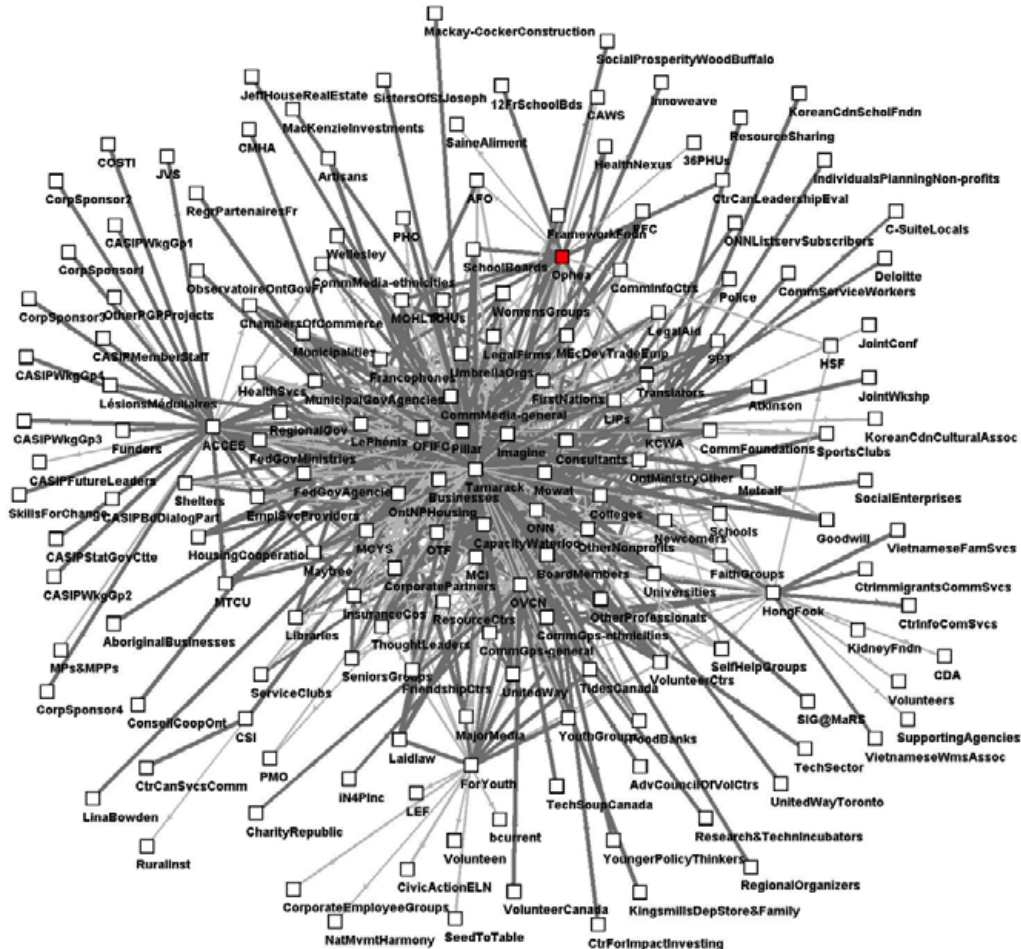 Mackay-CockerConstruction
SocialProsperityWoodBuffalo
JeffHouseRealEstate
SistersOfStJoseph
12FrSchoolBds
CAWS
Innoweave
KoreanCdnScholFndn
MacKenzieInvestments
SaineAliment
ResourceSharing
COSTI
JVS
CMHA
Artisans
HealthNexus
36PHUs
IndividualsPlanningNon-profits
CorpSponsor2
RegrPartenairesFr
AFO
CtrCanLeadershipEval
CASIPWkgGp1
PHO
FrameworkFndn
C-SuiteLocals
Wellesley
ONNListservSubscribers
CorpSponsor1
CommMedia-ethnicities
SchoolBoards
Ophea
Deloitte
ObservatoireOntGovFr
CommInfoCtrs
CommServiceWorkers
CorpSponsor3
OtherPGPProjects
Police
ChambersOfCommerce
WomensGroups
LegalAid
JointConf
CASIPMemberStaff
Municipalities
LegalFirms
MEcDevTradeEmp
SPT
HSF
CASIPWkgGp4
Francophones
UmbrellaOrgs
LésionsMédullaires
HealthSvcs
MunicipalGovAgencies
FirstNations
Translators
Atkinson
JointWkshp
CommMedia-general
LIPs
CASIPWkgGp3
Funders
ACCES
RegionalGov
LePhénix
OFIFC
Pillar
Imagine
KCWA
CommFoundations
KoreanCdnCulturalAssoc
SportsClubs
FedGovMinistries
Consultants
CASIPFutureLeaders
OntMinistryOther
Tamarack
Metcalf
SkillsForChange
Shelters
FedGovAgencies
Businesses
Mowat
SocialEnterprises
CASIPBdDialogPart
EmplSvcProviders
OntNPHousing
Colleges
ONN
Schools
Goodwill
CASIPStatGovCtte
HousingCooperation
MCYS
OTF
CapacityWaterloo
OtherNonprofits
Newcomers
VietnameseFamSvcs
Maytree
MCI
BoardMembers
FaithGroups
CASIPWkgGp2
MTCU
CorporatePartners
OVCN
Universities
HongFook
CtrImmigrantsCommSvcs
InsuranceCos
ResourceCtrs
OtherProfessionals
CtrInfoComSvcs
AboriginalBusinesses
Libraries
ThoughtLeaders
CommGps-ethnicities
CommGps-general
KidneyFndn
MPs&MPPs
SeniorsGroups
SelfHelpGroups
CDA
ServiceClubs
FriendshipCtrs
UnitedWay
TidesCanada
VolunteerCtrs
Volunteers
CorpSponsor4
ConseilCoopOnt
SIG@MaRS
SupportingAgencies
CSI
MajorMedia
YouthGroups
FoodBanks
VietnameseWmsAssoc
PMO
Laidlaw
TechSector
CtrCanSvcsComm
iN4PInc
ForYouth
AdvCouncilOfVolCtrs
TechSoupCanada
UnitedWayToronto
LinaBowden
LEF
CharityRepublic
bcurrent
Research&TechnIncubators
RuralInst
Volunteen
YoungerPolicyThinkers
CivicActionELN
RegionalOrganizers
CorporateEmployeeGroups
VolunteerCanada
KingsmillsDepStore&Family
NatMvmtHarmony
SeedToTable
CtrForImpactInvesting